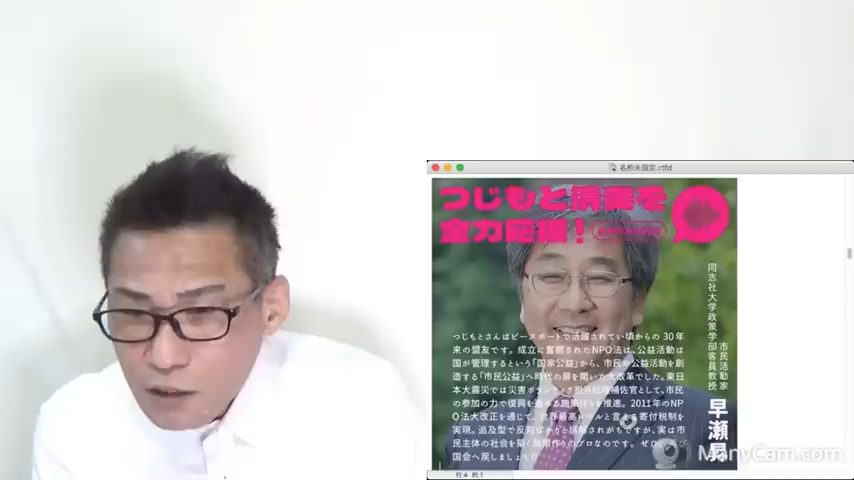 名称未設定.rtfd
つじもと清美を
全力応援!
同志社大学政策学部客員教授
市民活動家
早瀬昇
つじもとさんはピースボートで活躍されてい頃からの30年
来の盟友です。成立に奮闘されたNPO法は、公益活動は
国が管理するという「国家公益」から、市民が公益を創
造する「市民公益」へ時代の扉を開いた大改革でした。東日
本大震災では災害ボランティア担当総理補佐官として、市民
の参加の力で復興を進める施策を推進。2011年のNP
O法大改正を通じて、世界最高レベルと言える寄付税制を
実現。追及型で反対ばかりと誤解されがちですが、実は市
民主体の社会を築く政策作りのプロなのです。ぜひ、
国会へ戻しましょう!!
ManyCam.com